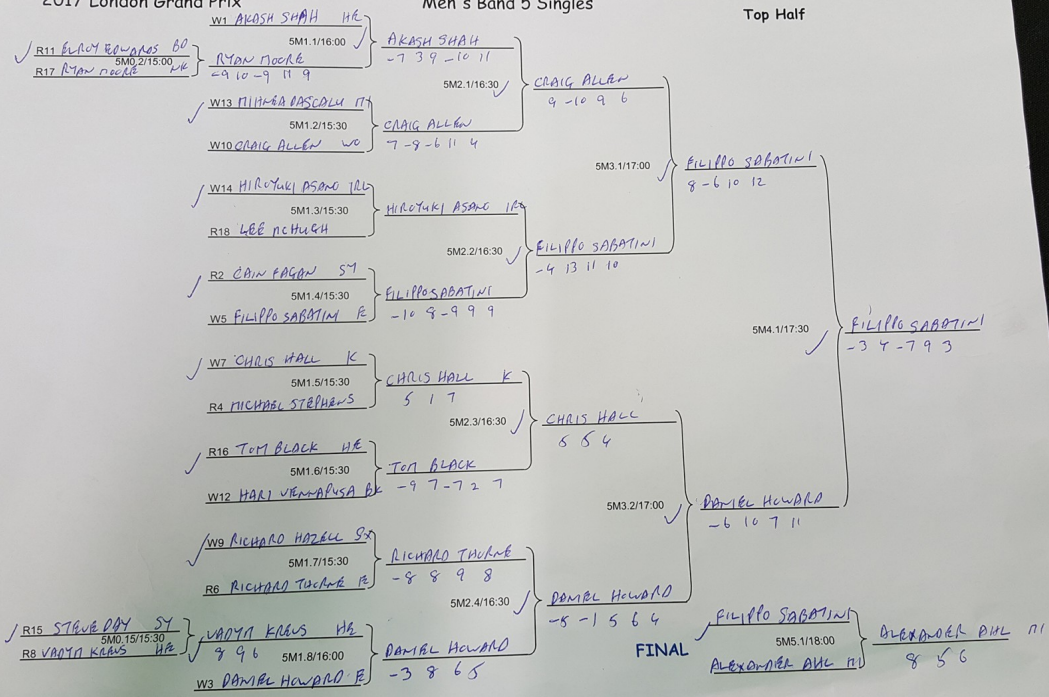 2017 London Grand Prix
Men's Band 5 Singles
Top Half
W1 AKASH SHAH HE
5M1.1/16:00
R11 ELROY EDWARDS BD
5M0.2/15:00
R17 RYAN MOORE NK
RYAN MOORE
-9 10 -9 11 9
AKASH SHAH
-7 3 9 -10 11
5M2.1/16:30
W13 MIHNEA PASCALU MX
5M1.2/15:30
W10 CRAIG ALLEN WO
CRAIG ALLEN
7 -8 -6 11 4
CRAIG ALLEN
9 -10 9 6
5M3.1/17:00
W14 HIROYUKI ASANO IRL
5M1.3/15:30
R18 LEE MCHUGH
HIROYUKI ASANO IRL
5M2.2/16:30
R2 CAIN FAGAN SY
5M1.4/15:30
W5 FILIPPO SABATINI E
FILIPPO SABATINI
-10 8 -9 9 9
FILIPPO SABATINI
-4 13 11 10
FILIPPO SABATINI
8 -6 10 12
5M4.1/17:30
FILIPPO SABATINI
-3 4 -7 9 3
W7 CHRIS HALL K
5M1.5/15:30
R4 MICHAEL STEPHENS
CHRIS HALL K
5 1 7
5M2.3/16:30
R16 TOM BLACK HE
5M1.6/15:30
W12 HARI VENNAPUSA BK
TOM BLACK
-9 7 -7 2 7
CHRIS HALL
5 5 4
5M3.2/17:00
W9 RICHARD HAZELL SX
5M1.7/15:30
R6 RICHARD THORNE E
RICHARD THORNE
-8 8 9 8
5M2.4/16:30
R15 STEVE DAY SY
5M0.15/15:30
R8 VADYM KREVS HE
VADYM KREVS HE
8 9 6
5M1.8/16:00
W3 DANIEL HOWARD E
DANIEL HOWARD
-3 8 6 5
DANIEL HOWARD
-8 -1 5 6 4
DANIEL HOWARD
-6 10 7 11
FINAL
FILIPPO SABATINI
5M5.1/18:00
ALEXANDER AHL MI
ALEXANDER AHL MI
8 5 6